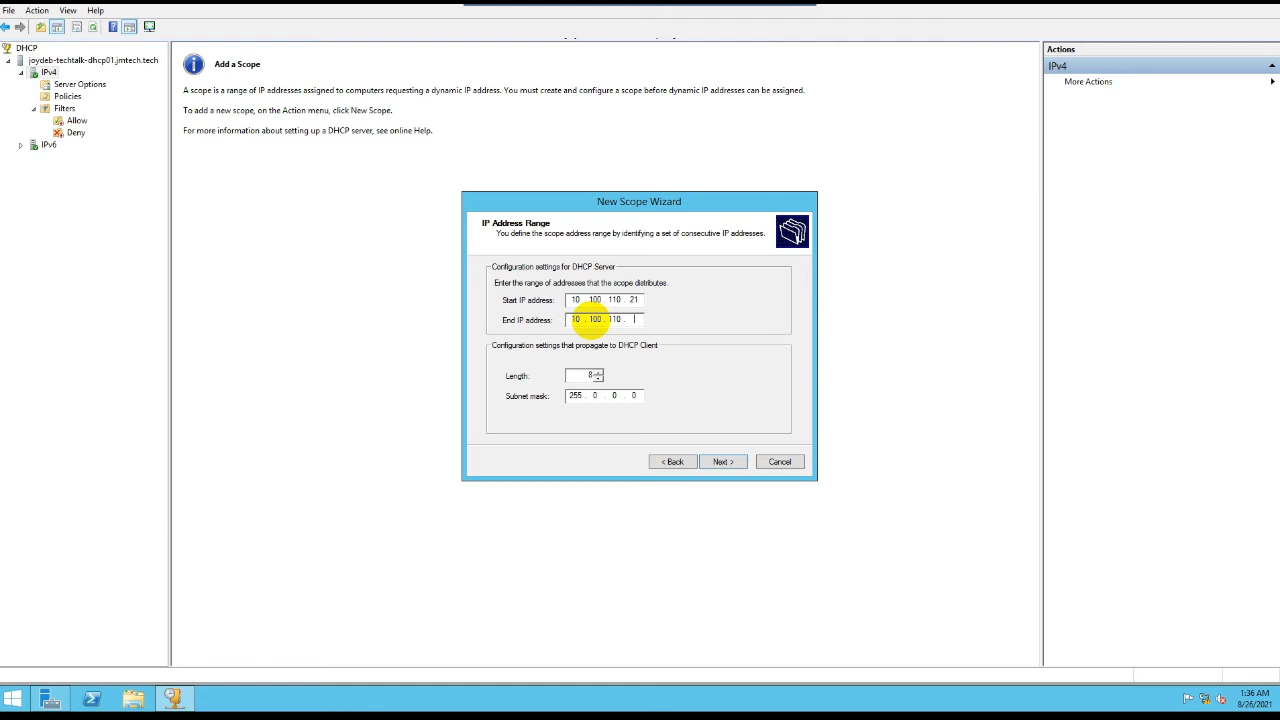 File Action View Help
DHCP
joydeb-techtalk-dhcp01.jmtech.tech
IPv4
Server Options
Policies
Filters
Allow
Deny
IPv6
Add a Scope
A scope is a range of IP addresses assigned to computers requesting a dynamic IP address. You must create and configure a scope before dynamic IP addresses can be assigned.
To add a new scope, on the Action menu, click New Scope.
For more information about setting up a DHCP server, see online Help.
Actions
IPv4
More Actions
New Scope Wizard
IP Address Range
You define the scope address range by identifying a set of consecutive IP addresses.
Configuration settings for DHCP Server
Enter the range of addresses that the scope distributes.
Start IP address: 10 . 100 . 110 . 21
End IP address: 10 . 100 . 110 .
Configuration settings that propagate to DHCP Client
Length: 8
Subnet mask: 255 . 0 . 0 . 0
< Back Next > Cancel
1:36 AM
8/26/2021